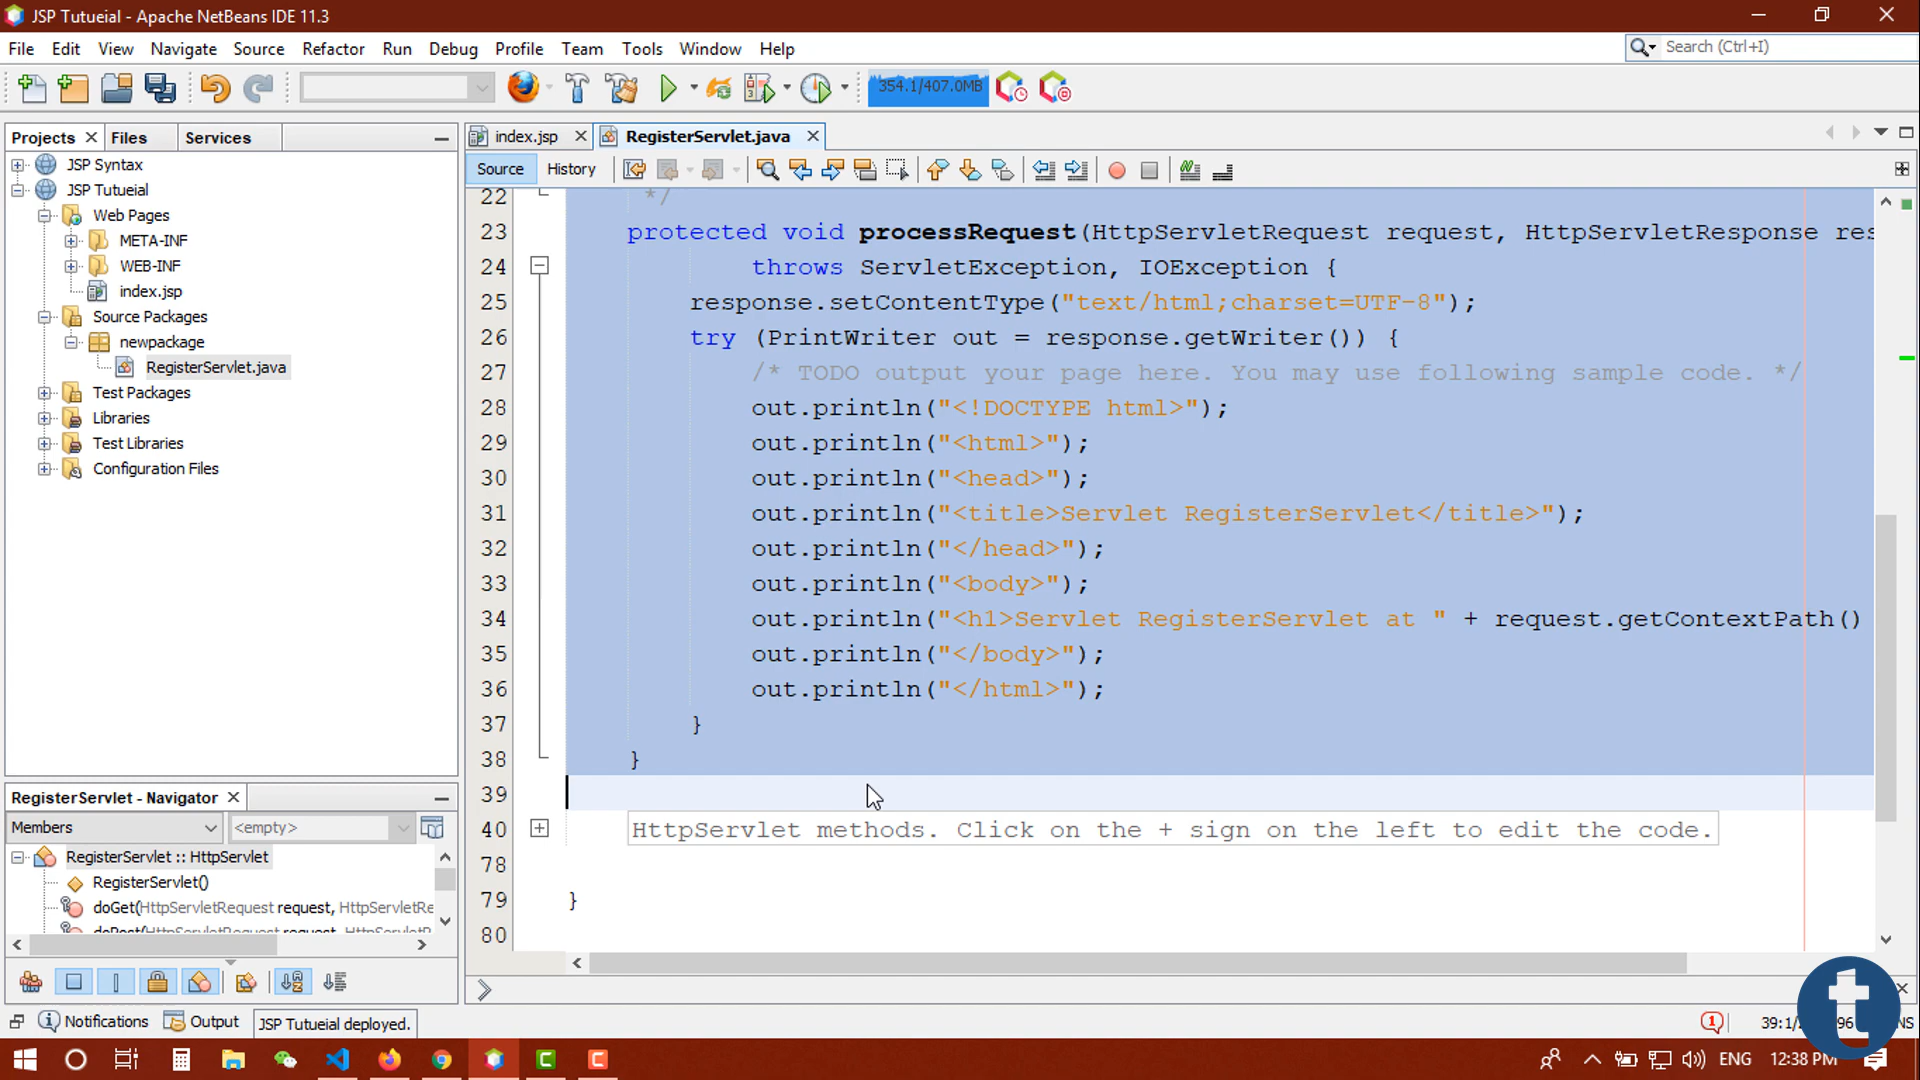 JSP Tutueial - Apache NetBeans IDE 11.3
File Edit View Navigate Source Refactor Run Debug Profile Team Tools Window Help
Search (Ctrl+I)
354.1/407.0MB
Projects Files Services
index.jsp RegisterServlet.java
Source History
JSP Syntax
JSP Tutueial
Web Pages
META-INF
WEB-INF
index.jsp
Source Packages
newpackage
RegisterServlet.java
Test Packages
Libraries
Test Libraries
Configuration Files
22 */
23 protected void processRequest(HttpServletRequest request, HttpServletResponse res
24 throws ServletException, IOException {
25 response.setContentType("text/html;charset=UTF-8");
26 try (PrintWriter out = response.getWriter()) {
27 /* TODO output your page here. You may use following sample code. */
28 out.println("<!DOCTYPE html>");
29 out.println("<html>");
30 out.println("<head>");
31 out.println("<title>Servlet RegisterServlet</title>");
32 out.println("</head>");
33 out.println("<body>");
34 out.println("<h1>Servlet RegisterServlet at " + request.getContextPath()
35 out.println("</body>");
36 out.println("</html>");
37 }
38 }
39
40 HttpServlet methods. Click on the + sign on the left to edit the code.
78
79 }
80
RegisterServlet - Navigator
Members <empty>
RegisterServlet :: HttpServlet
RegisterServlet()
doGet(HttpServletRequest request, HttpServletRe
doPost(HttpServletRequest request, HttpServletR
Notifications Output JSP Tutueial deployed.
39:1/
96
NS
t
ENG 12:38 PM